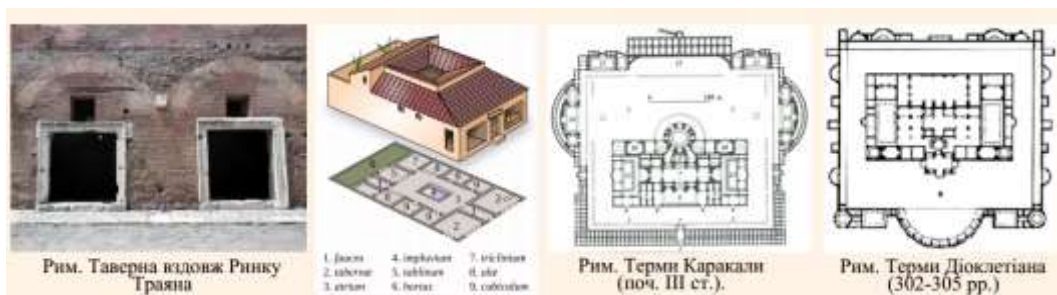 Рим. Таверна вздовж Ринку
Траяна
1. fauces
2. tabernae
3. atrium
4. impluvium
5. tablinum
6. hortus
7. triclinium
8. alae
9. cubiculum
Рим. Терми Каракали
(поч. III ст.).
Рим. Терми Діоклетіана
(302-305 рр.)